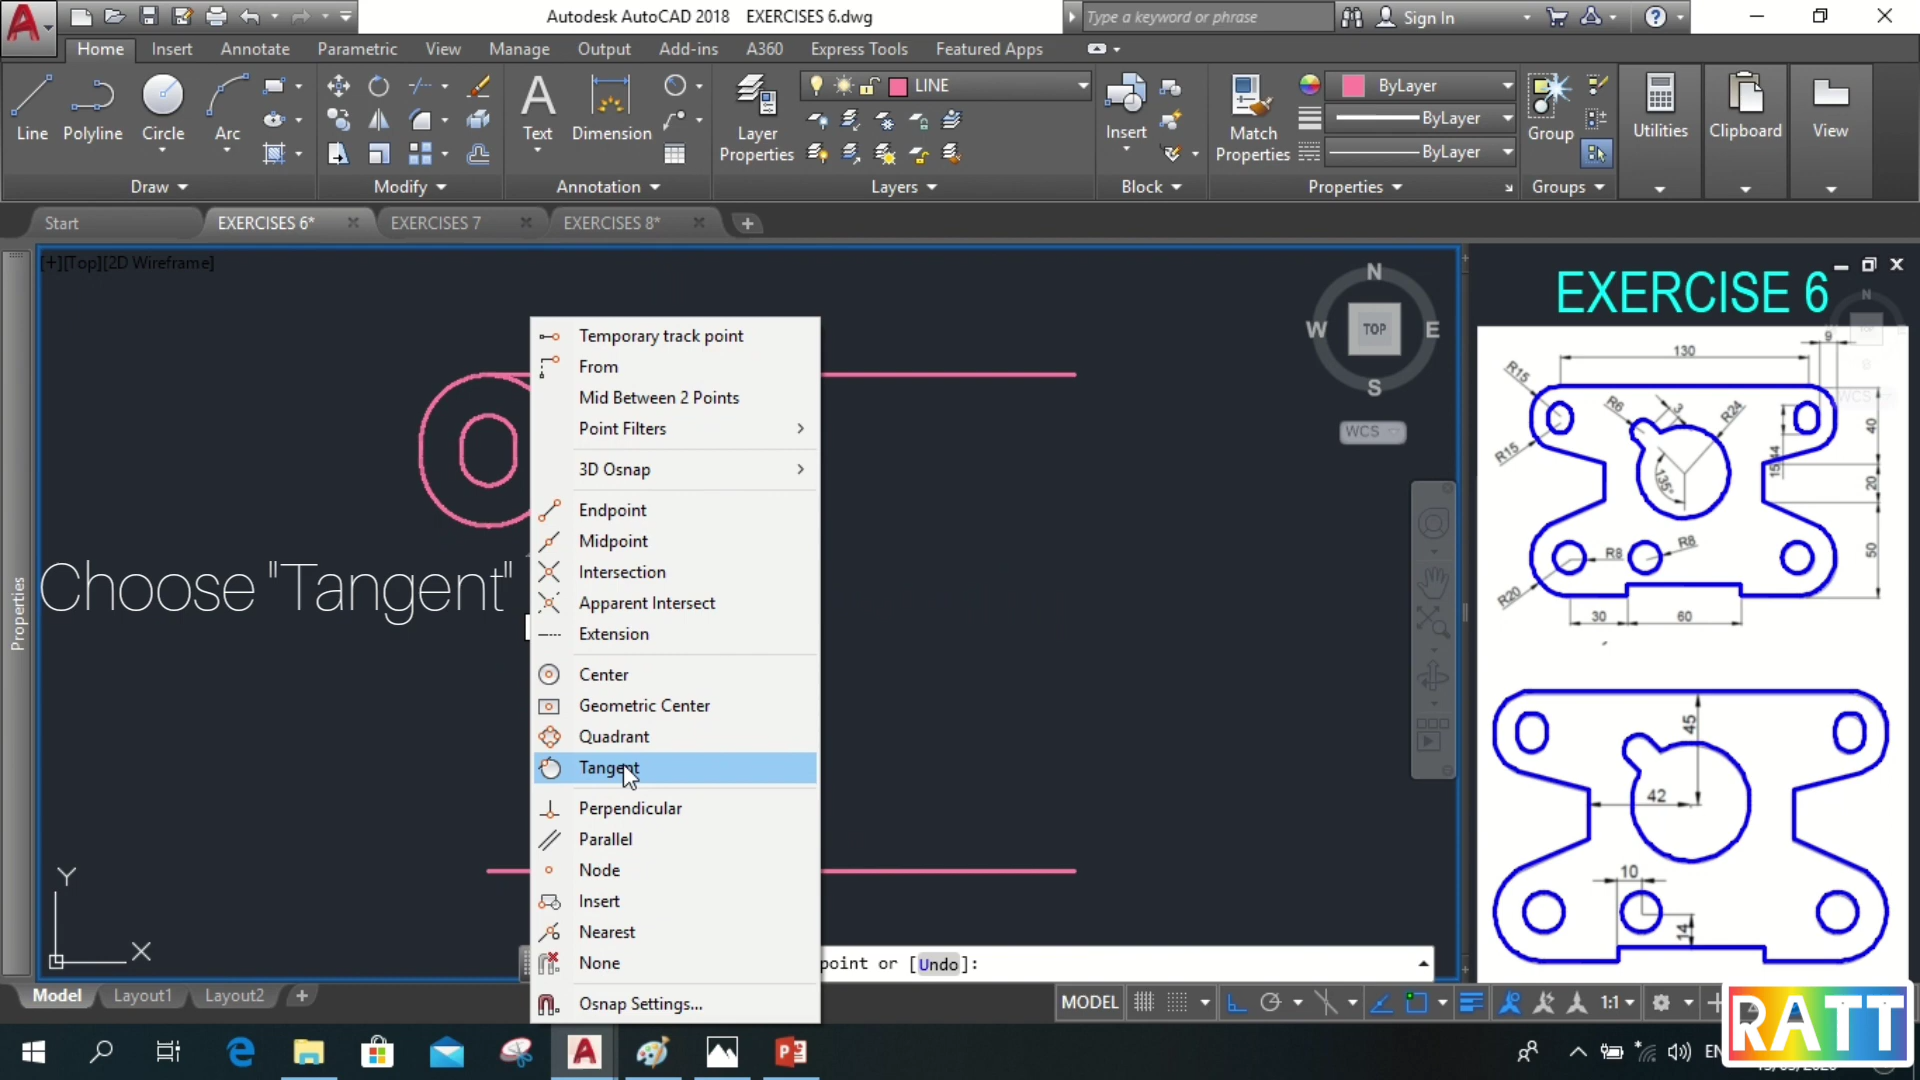 Autodesk AutoCAD 2018 EXERCISES 6.dwg
Type a keyword or phrase
Sign In
Home Insert Annotate Parametric View Manage Output Add-ins A360 Express Tools Featured Apps
Line Polyline Circle Arc
Text Dimension
Layer Properties
LINE
Insert
Match Properties
ByLayer
ByLayer
ByLayer
Group
Utilities
Clipboard
View
Draw Modify Annotation Layers Block Properties Groups
Start EXERCISES 6* EXERCISES 7 EXERCISES 8*
[+][Top][2D Wireframe]
N
W TOP E
S
WCS
Properties
Choose "Tangent"
Temporary track point
From
Mid Between 2 Points
Point Filters
3D Osnap
Endpoint
Midpoint
Intersection
Apparent Intersect
Extension
Center
Geometric Center
Quadrant
Tangent
Perpendicular
Parallel
Node
Insert
Nearest
None
Osnap Settings...
Y
X
point or [Undo]:
EXERCISE 6
N
WCS
130
9
R15
R6
3
R24
40
R15
135°
20
R8
R8
50
R20
30
60
45
42
10
14
Model Layout1 Layout2
MODEL
1:1
RATT